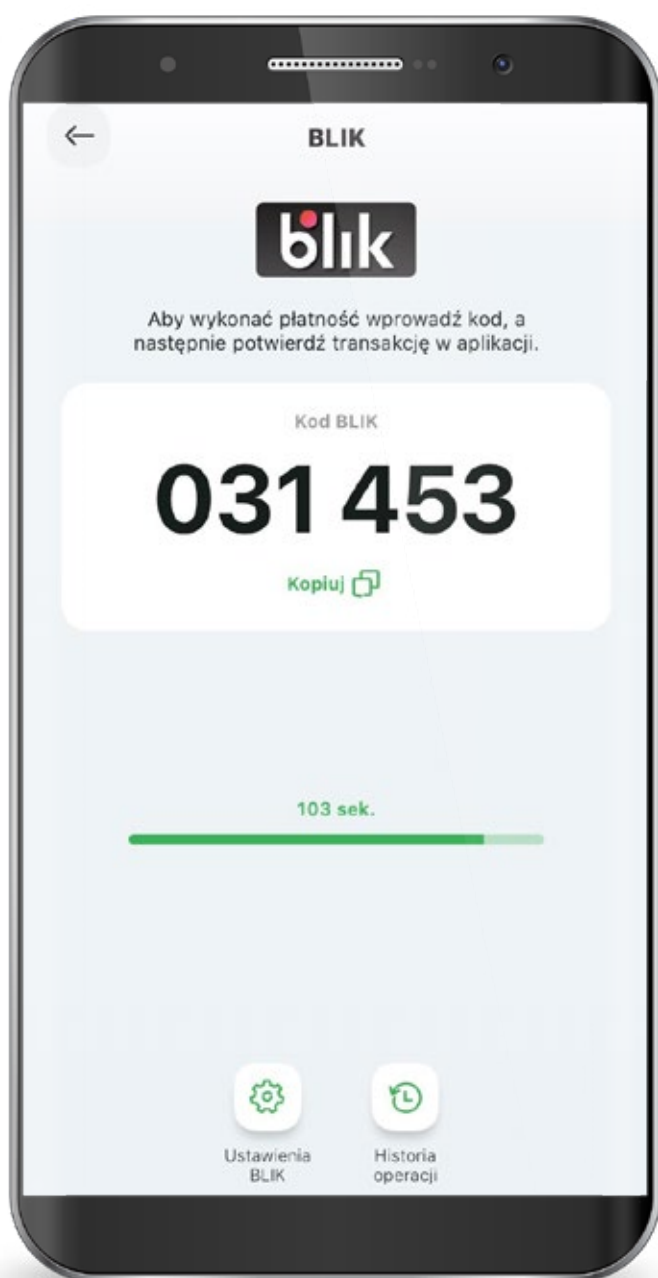 BLIK
blik
Aby wykonać płatność wprowadź kod, a
następnie potwierdź transakcję w aplikacji.
Kod BLIK
031 453
Kopiuj
103 sek.
Ustawienia
BLIK
Historia
operacji